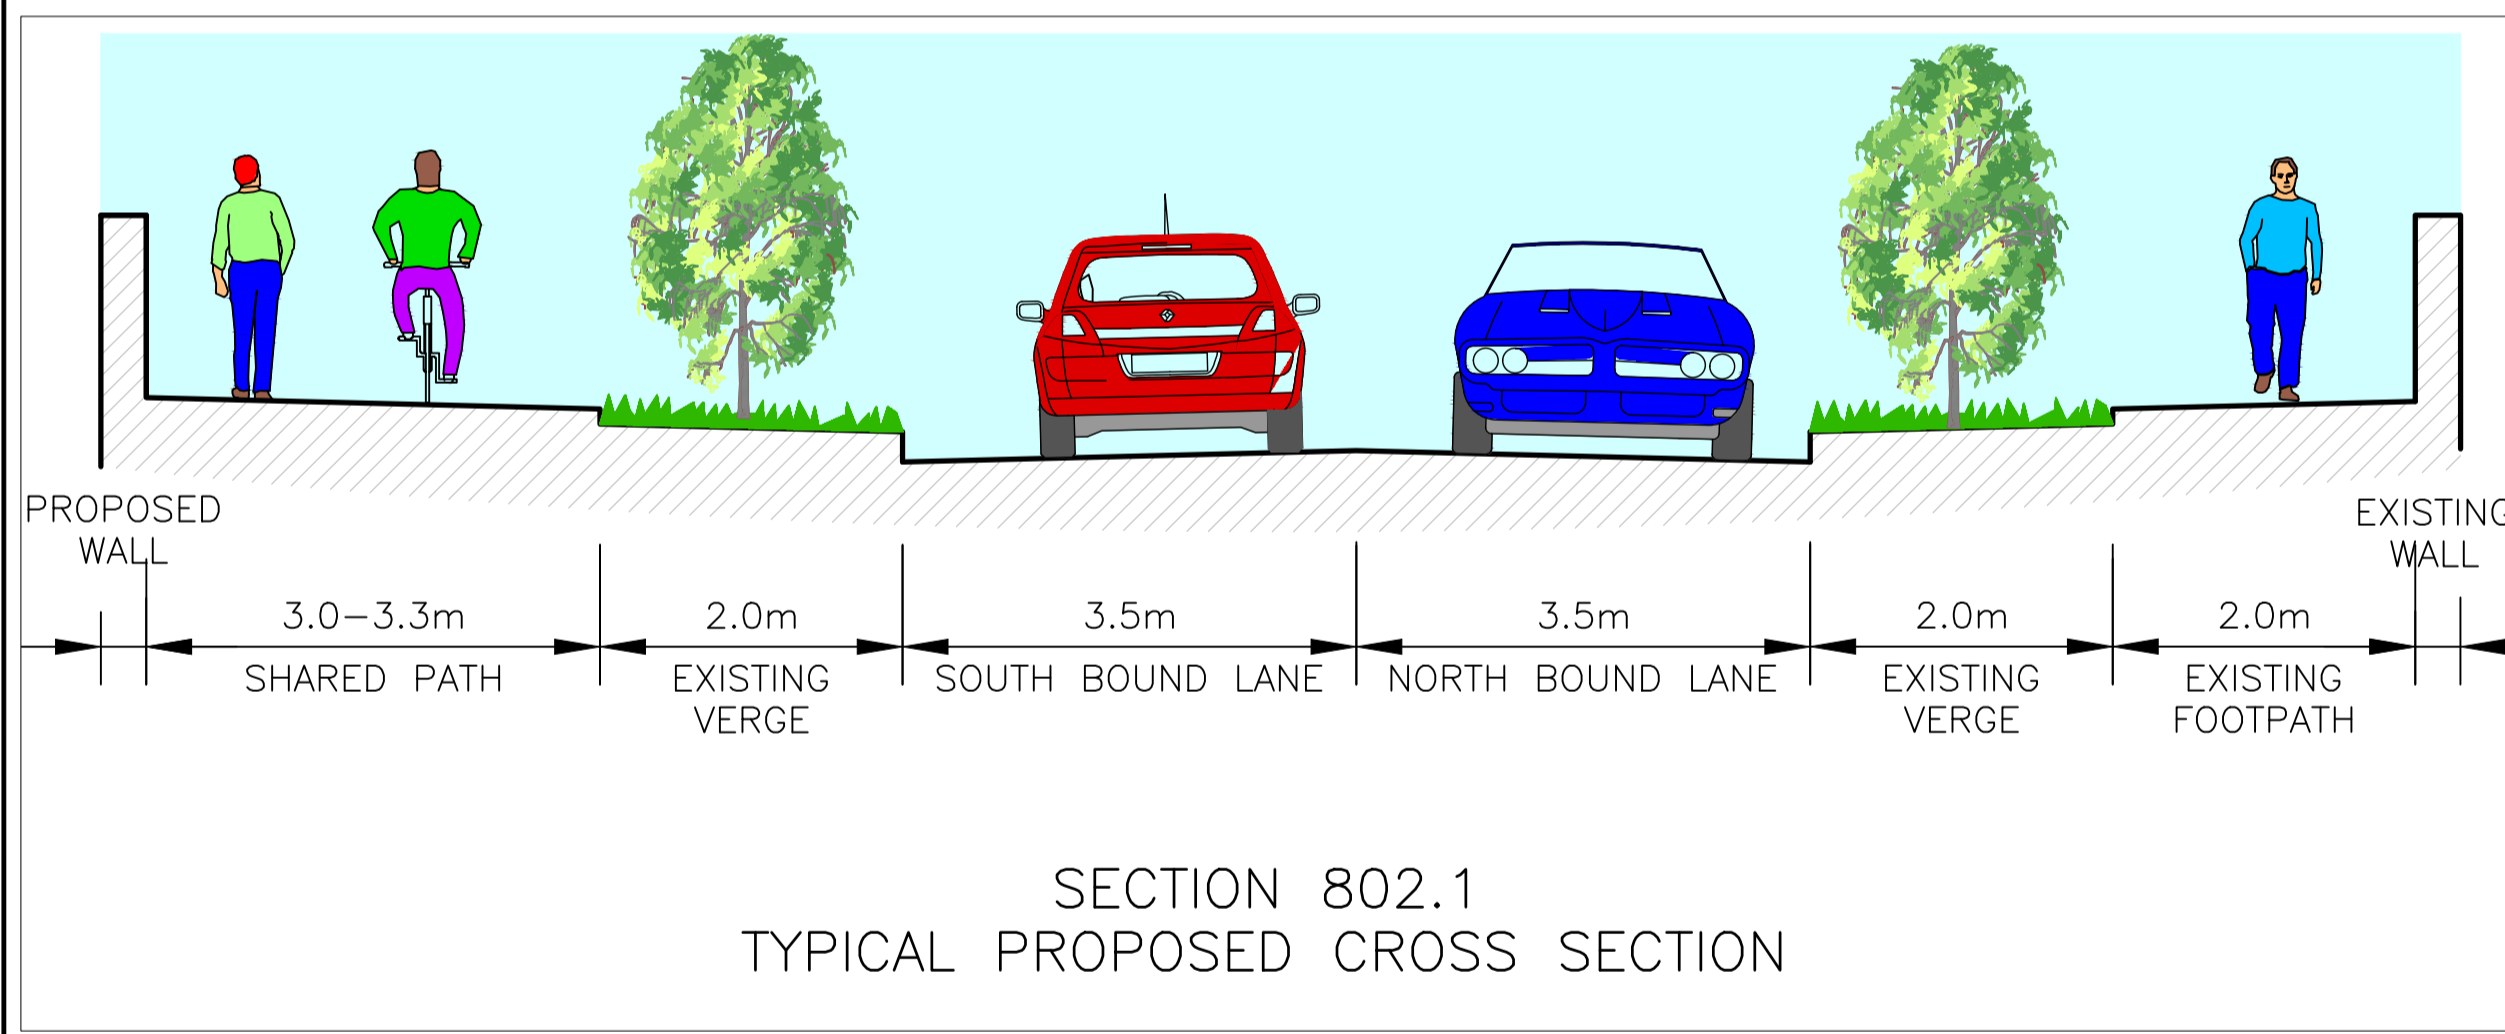 PROPOSED
WALL
EXISTING
WALL
3.0-3.3m
2.0m
3.5m
3.5m
2.0m
2.0m
SHARED PATH
EXISTING
VERGE
SOUTH BOUND LANE
NORTH BOUND LANE
EXISTING
VERGE
EXISTING
FOOTPATH
SECTION 802.1
TYPICAL PROPOSED CROSS SECTION